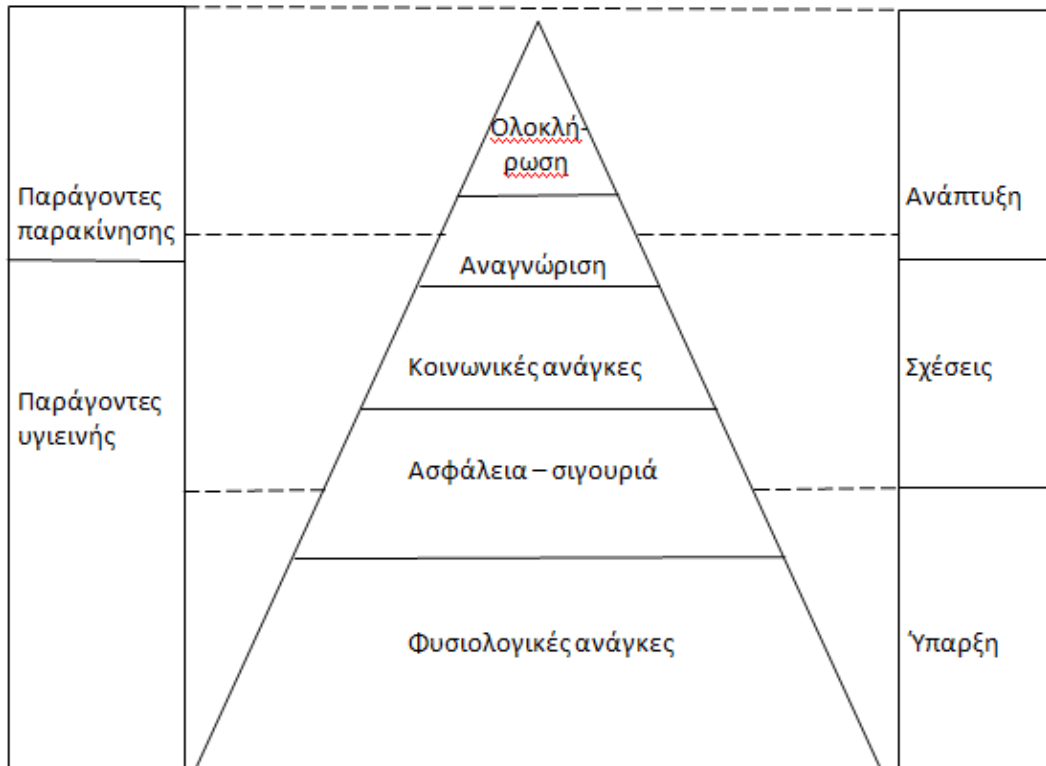 Ολοκλή-
ρωση
Παράγοντες
παρακίνησης
Ανάπτυξη
Αναγνώριση
Κοινωνικές ανάγκες
Σχέσεις
Παράγοντες
υγιεινής
Ασφάλεια – σιγουριά
Φυσιολογικές ανάγκες
Ύπαρξη